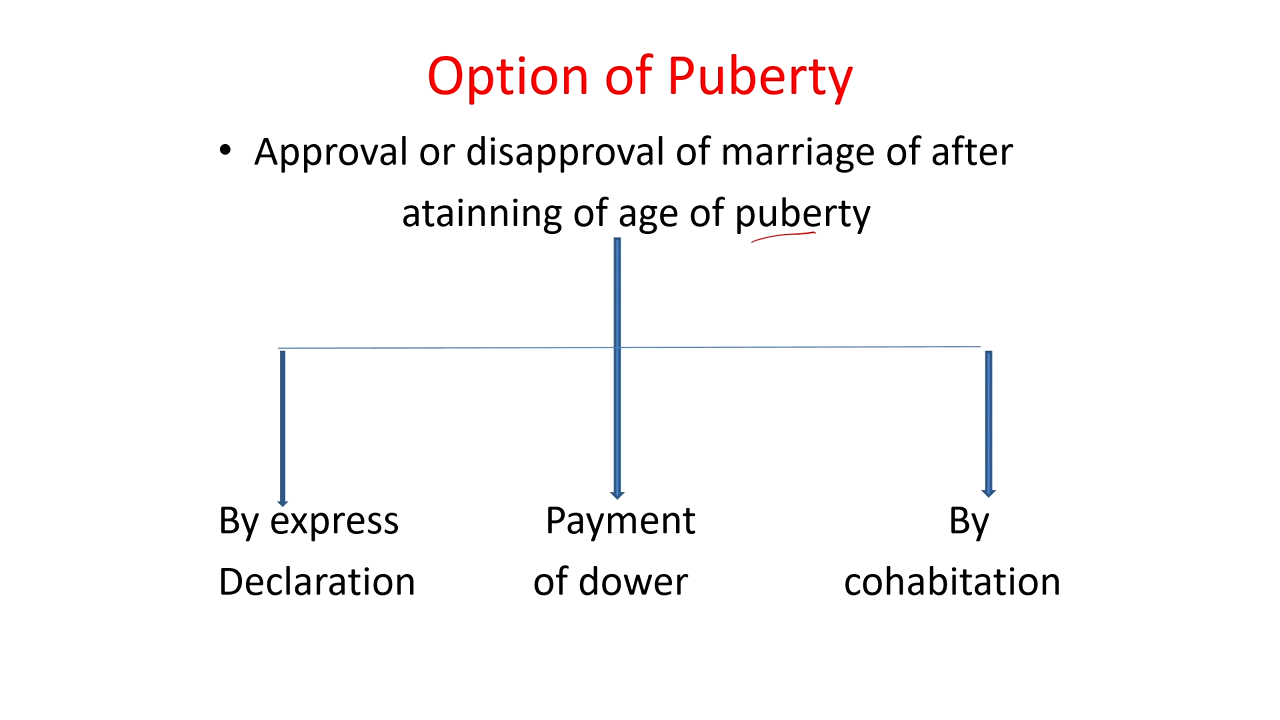 Option of Puberty
• Approval or disapproval of marriage of after
atainning of age of puberty
By express Payment By
Declaration of dower cohabitation